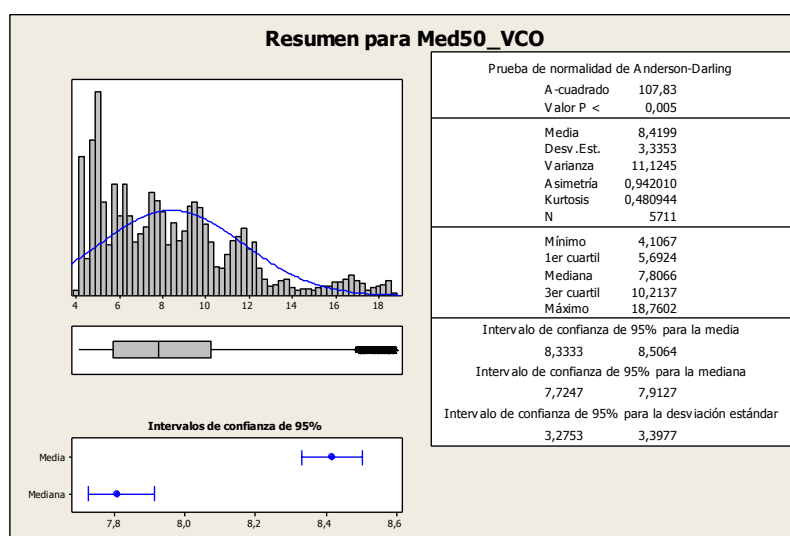 Resumen para Med50_VCO
4 6 8 10 12 14 16 18
Intervalos de confianza de 95%
Media
Mediana
7,8 8,0 8,2 8,4 8,6
Prueba de normalidad de Anderson-Darling
A-cuadrado 107,83
Valor P < 0,005
Media 8,4199
Desv.Est. 3,3353
Varianza 11,1245
Asimetría 0,942010
Kurtosis 0,480944
N 5711
Mínimo 4,1067
1er cuartil 5,6924
Mediana 7,8066
3er cuartil 10,2137
Máximo 18,7602
Intervalo de confianza de 95% para la media
8,3333 8,5064
Intervalo de confianza de 95% para la mediana
7,7247 7,9127
Intervalo de confianza de 95% para la desviación estándar
3,2753 3,3977